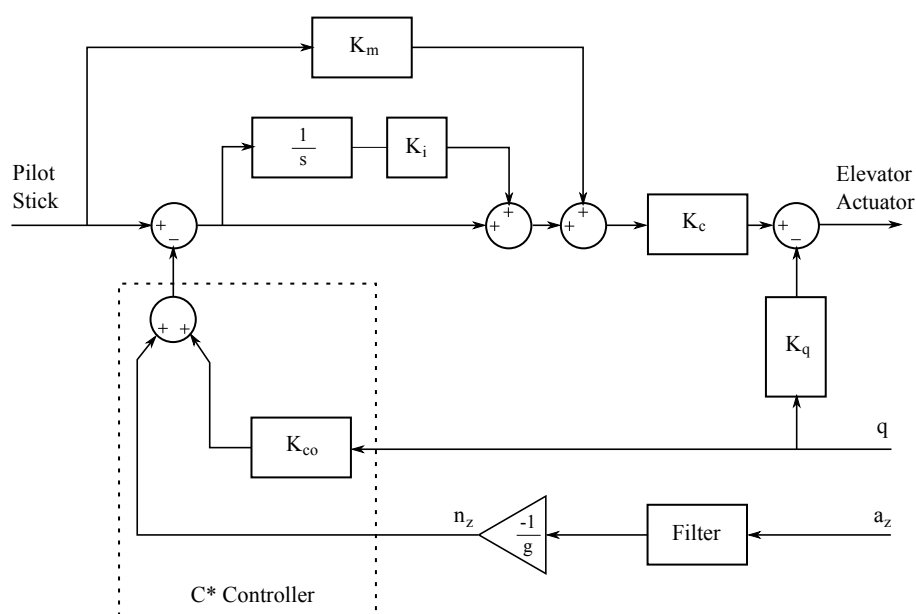 K_m
1
s
K_i
Pilot
Stick
Elevator
Actuator
+
−
+
+
+
+
K_c
+
−
+
+
K_q
K_co
q
n_z
-1
g
Filter
a_z
C* Controller